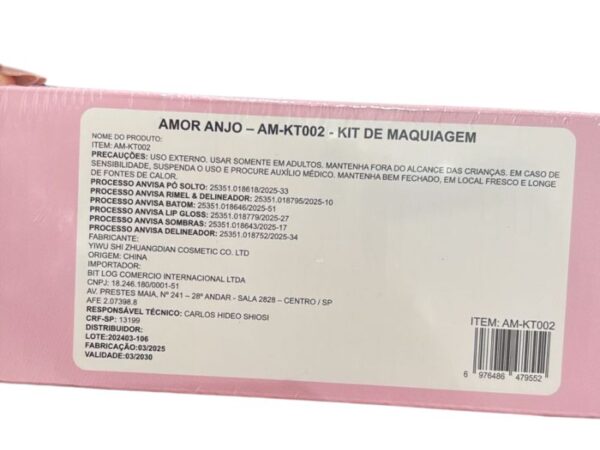 AMOR ANJO – AM-KT002 - KIT DE MAQUIAGEM
NOME DO PRODUTO:
ITEM: AM-KT002
PRECAUÇÕES: USO EXTERNO. USAR SOMENTE EM ADULTOS. MANTENHA FORA DO ALCANCE DAS CRIANÇAS. EM CASO DE
SENSIBILIDADE, SUSPENDA O USO E PROCURE AUXÍLIO MÉDICO. MANTENHA BEM FECHADO, EM LOCAL FRESCO E LONGE
DE FONTES DE CALOR.
PROCESSO ANVISA PÓ SOLTO: 25351.018618/2025-33
PROCESSO ANVISA RIMEL & DELINEADOR: 25351.018795/2025-10
PROCESSO ANVISA BATOM: 25351.018646/2025-51
PROCESSO ANVISA LIP GLOSS: 25351.018779/2025-27
PROCESSO ANVISA SOMBRAS: 25351.018643/2025-17
PROCESSO ANVISA DELINEADOR: 25351.018752/2025-34
FABRICANTE:
YIWU SHI ZHUANGDIAN COSMETIC CO. LTD
ORIGEM: CHINA
IMPORTADOR:
BIT LOG COMERCIO INTERNACIONAL LTDA
CNPJ: 18.246.180/0001-51
AV. PRESTES MAIA, Nº 241 – 28º ANDAR - SALA 2828 – CENTRO / SP
AFE 2.07398.8
RESPONSÁVEL TÉCNICO: CARLOS HIDEO SHIOSI
CRF-SP: 13199
DISTRIBUIDOR:
LOTE:202403-106
FABRICAÇÃO:03/2025
VALIDADE:03/2030
ITEM: AM-KT002
6 976486 479552